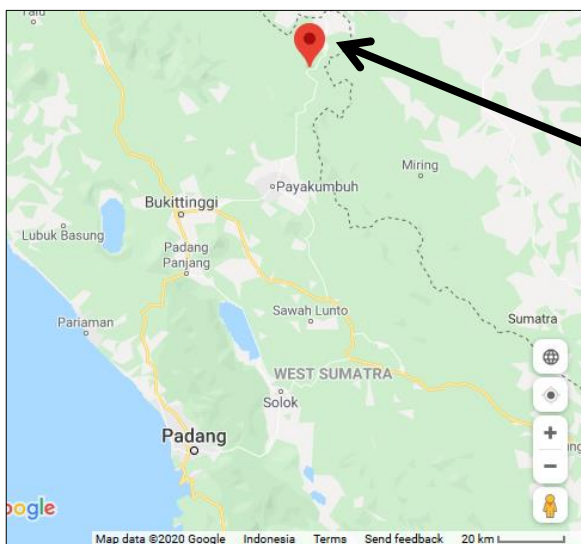 Talu
Payakumbuh
Miring
Bukittinggi
Lubuk Basung
Padang
Panjang
Pariaman
Sawah Lunto
Sumatra
WEST SUMATRA
Solok
Padang
oogle
Map data ©2020 Google Indonesia Terms Send feedback 20 km